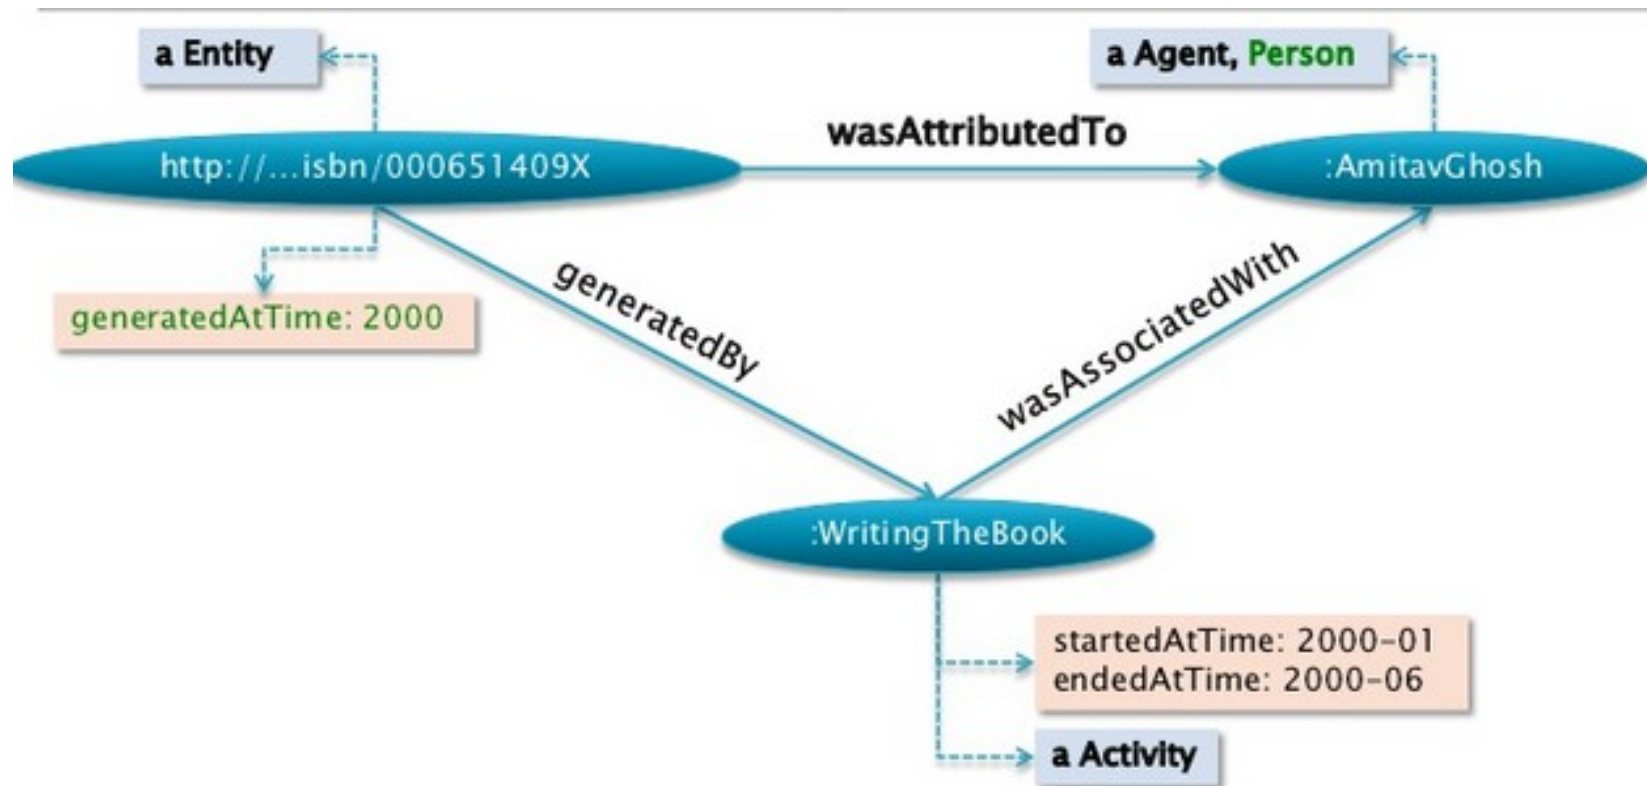 a Entity
a Agent, Person
wasAttributedTo
http://...isbn/000651409X
:AmitavGhosh
generatedBy
wasAssociatedWith
generatedAtTime: 2000
:WritingTheBook
startedAtTime: 2000-01
endedAtTime: 2000-06
a Activity